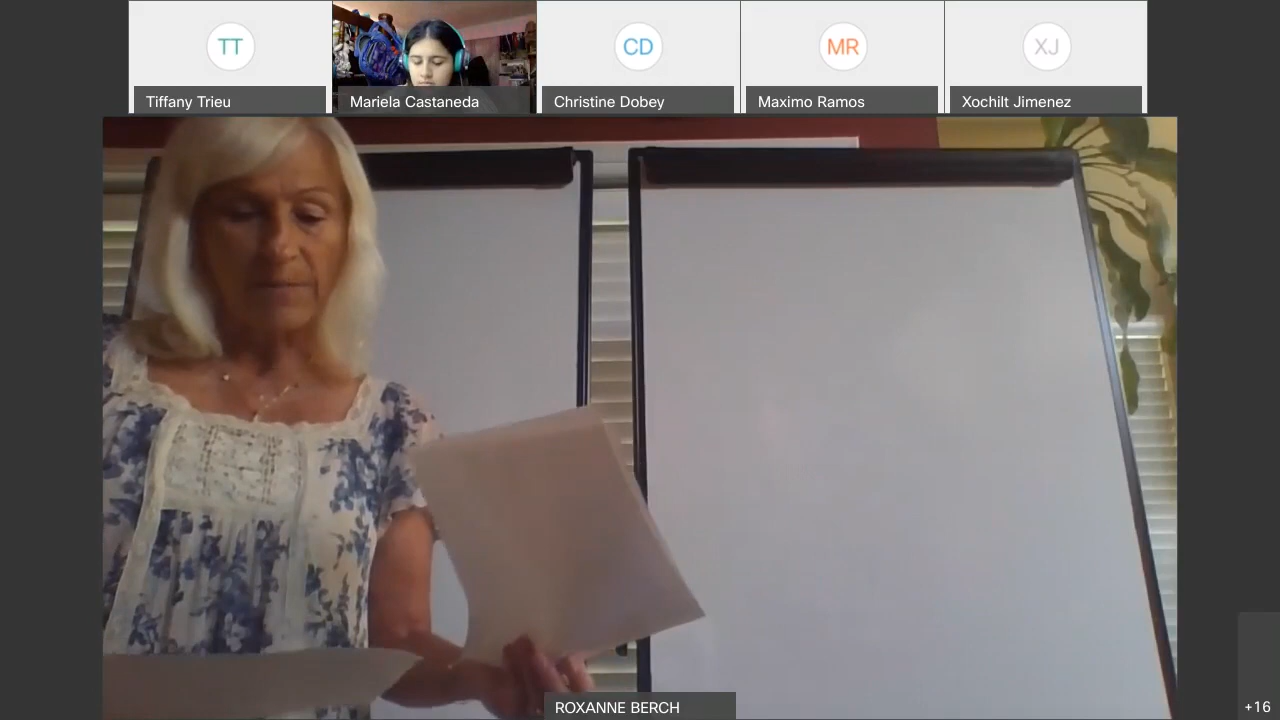 TT
CD
MR
XJ
Tiffany Trieu
Mariela Castaneda
Christine Dobey
Maximo Ramos
Xochilt Jimenez
ROXANNE BERCH
+16